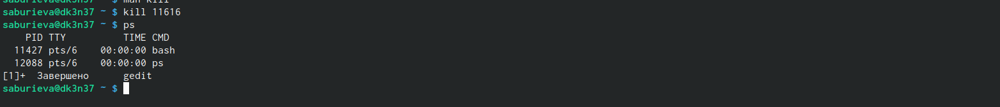 saburieva@dk3n37 ~ $ man kill
saburieva@dk3n37 ~ $ kill 11616
saburieva@dk3n37 ~ $ ps
    PID TTY          TIME CMD
  11427 pts/6    00:00:00 bash
  12088 pts/6    00:00:00 ps
[1]+  Завершено      gedit
saburieva@dk3n37 ~ $